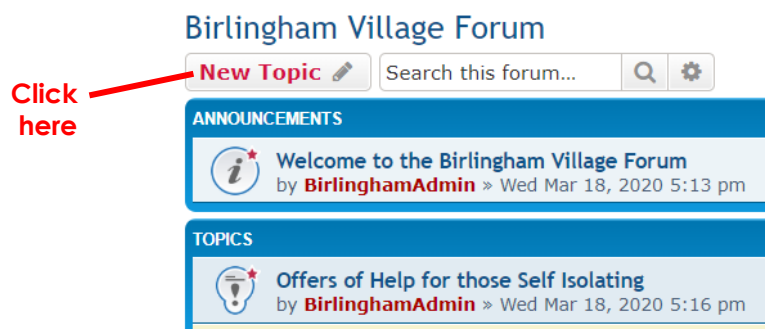 Birlingham Village Forum
New Topic Search this forum...
Click
here
ANNOUNCEMENTS
Welcome to the Birlingham Village Forum
by BirlinghamAdmin » Wed Mar 18, 2020 5:13 pm
TOPICS
Offers of Help for those Self Isolating
by BirlinghamAdmin » Wed Mar 18, 2020 5:16 pm